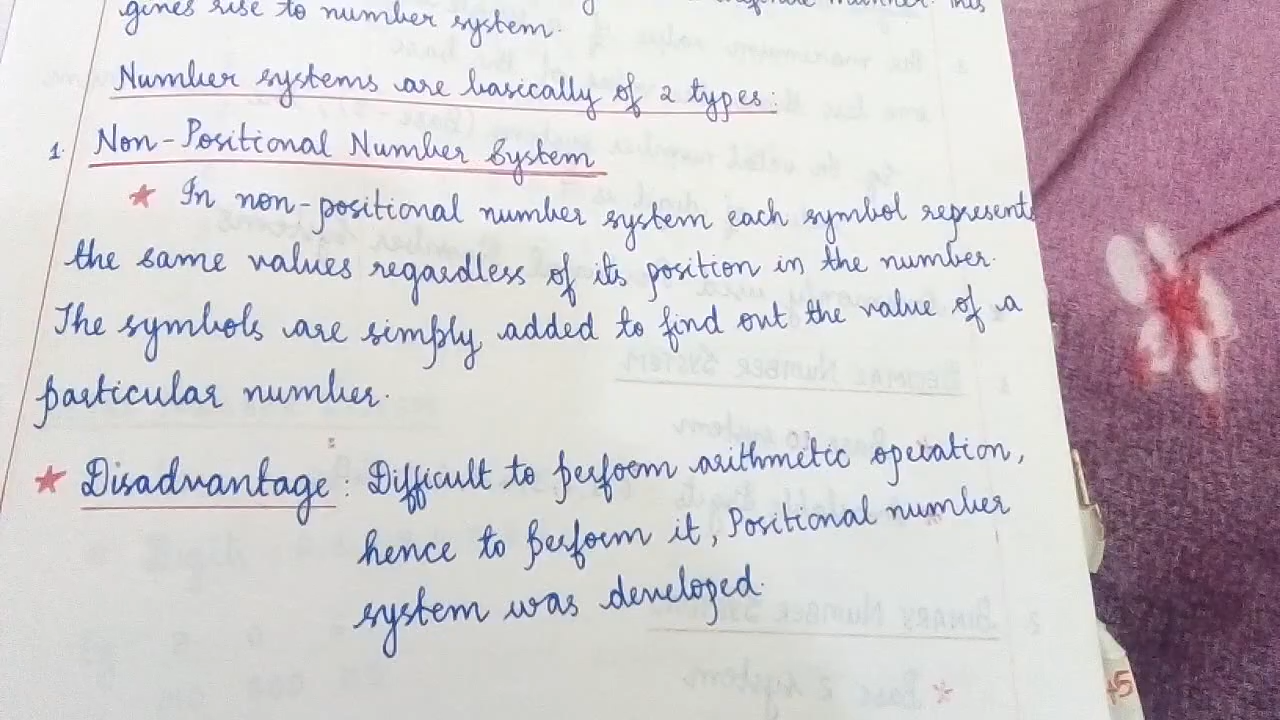 gives rise to number system.
Number systems are basically of 2 types:
1. Non-Positional Number System
★ In non-positional number system each symbol represents
the same values regardless of its position in the number.
The symbols are simply added to find out the value of a
particular number.
★ Disadvantage: Difficult to perform arithmetic operation,
hence to perform it, Positional number
system was developed.